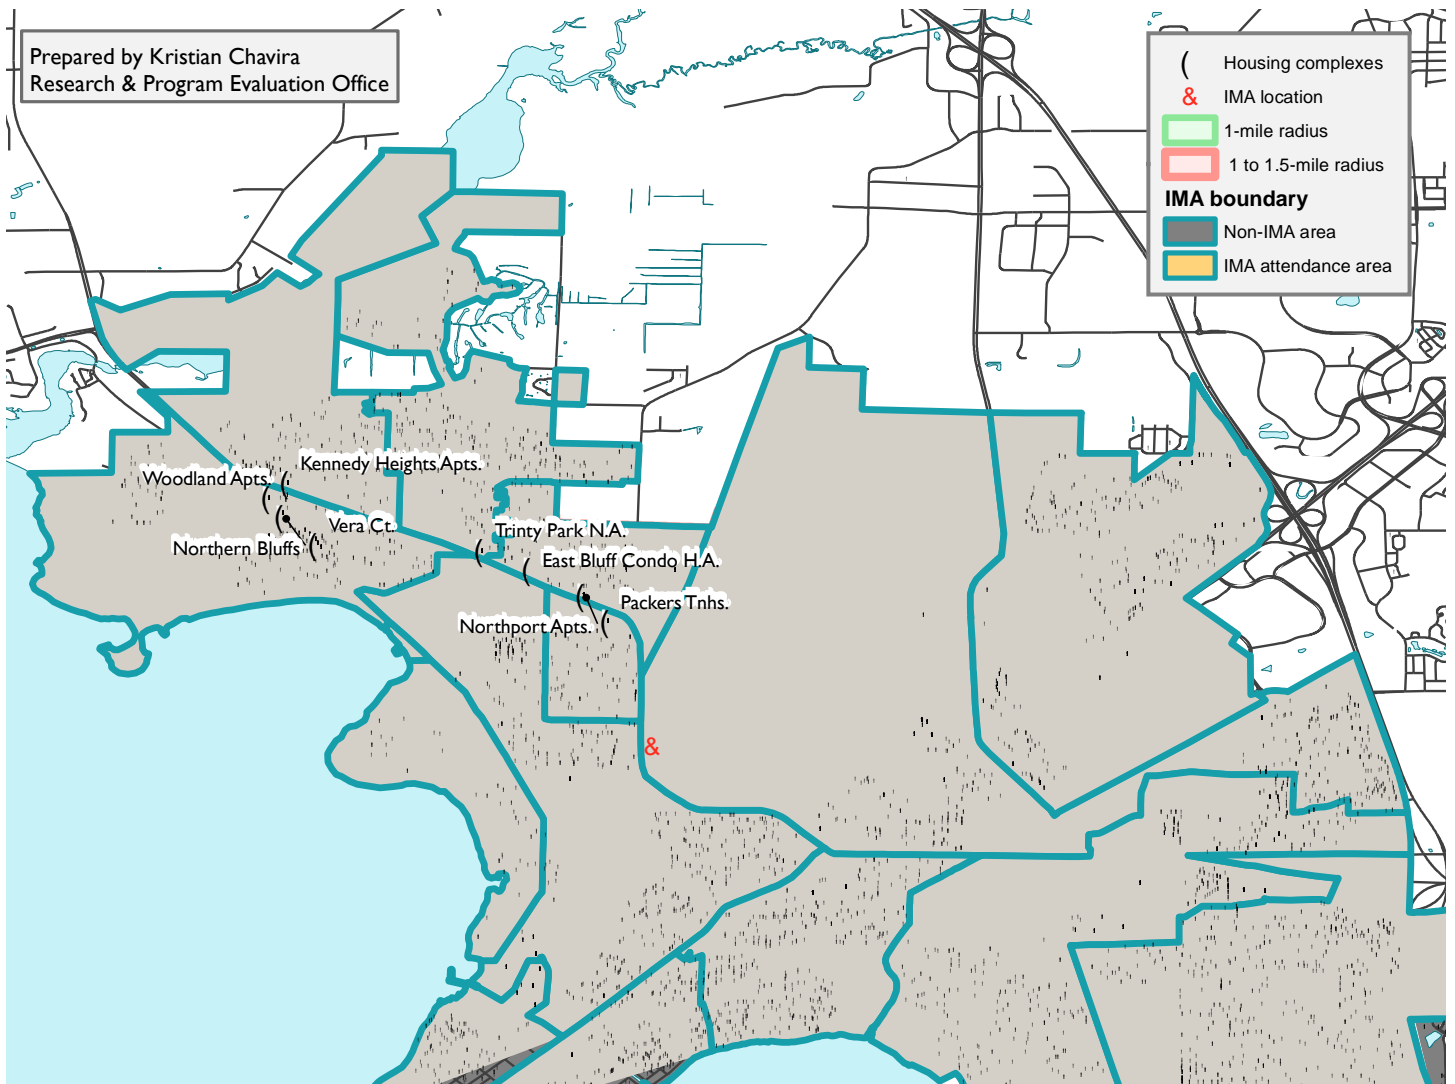 Prepared by Kristian Chavira
Research & Program Evaluation Office
( Housing complexes
& IMA location
1-mile radius
1 to 1.5-mile radius
IMA boundary
Non-IMA area
IMA attendance area
Kennedy Heights Apts.
Woodland Apts.
Vera Ct.
Northern Bluffs
Trinty Park N.A.
East Bluff Condo H.A.
Packers Tnhs.
Northport Apts.
&